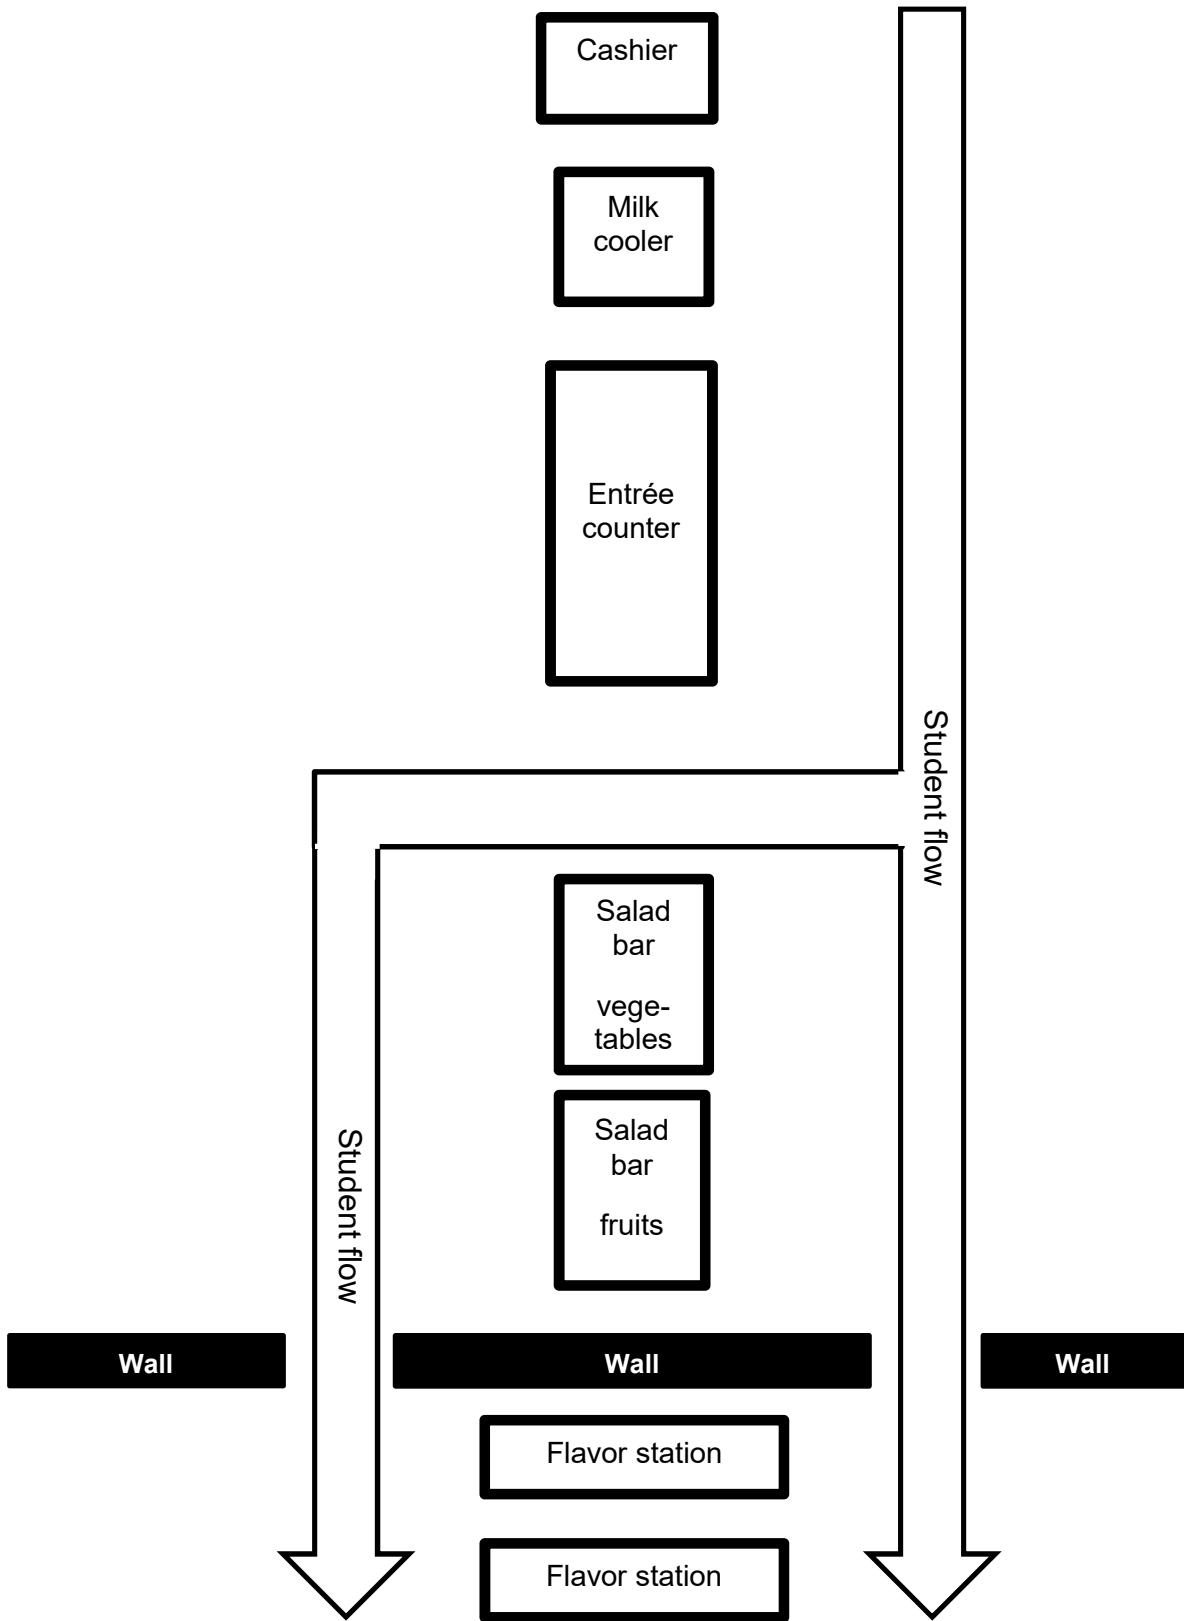 Cashier
Milk
cooler
Entrée
counter
Student flow
Salad
bar
vege-
tables
Salad
bar
fruits
Student flow
Wall
Wall
Wall
Flavor station
Flavor station